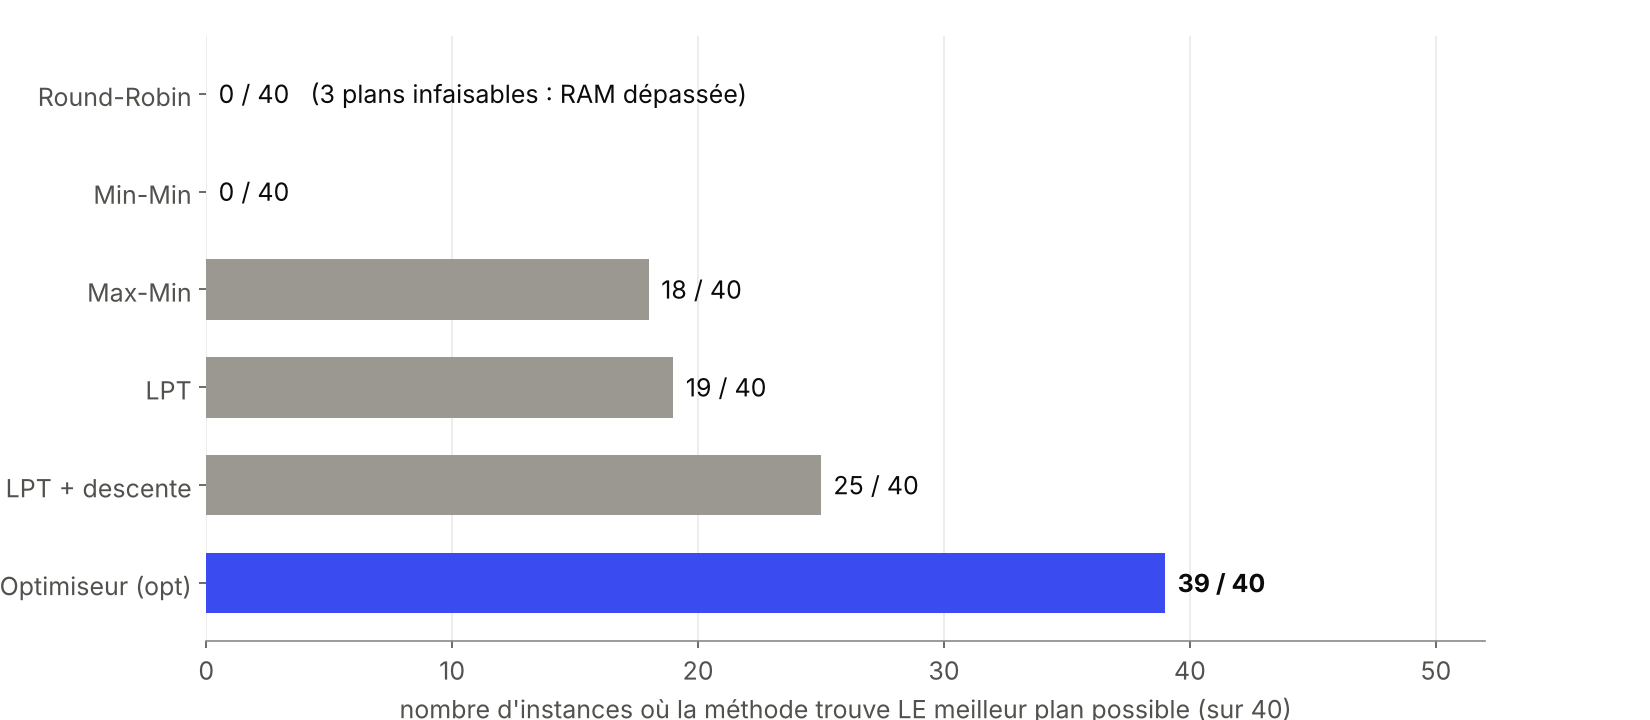 Round-Robin 0 / 40 (3 plans infaisables : RAM dépassée)
Min-Min 0 / 40
Max-Min 18 / 40
LPT 19 / 40
LPT + descente 25 / 40
Optimiseur (opt) 39 / 40
0 10 20 30 40 50
nombre d'instances où la méthode trouve LE meilleur plan possible (sur 40)